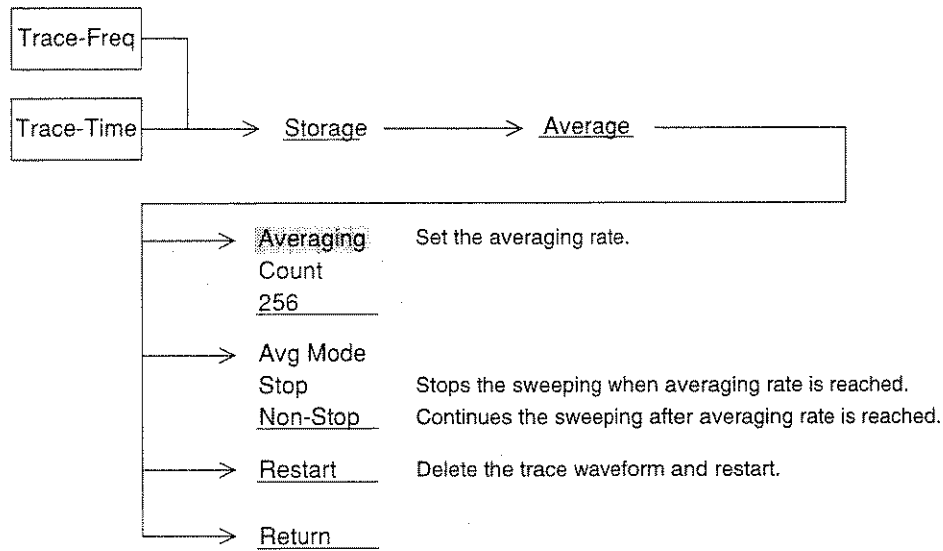 Trace-Freq
Trace-Time
Storage
Average
Averaging Set the averaging rate.
Count
256
Avg Mode
Stop Stops the sweeping when averaging rate is reached.
Non-Stop Continues the sweeping after averaging rate is reached.
Restart Delete the trace waveform and restart.
Return